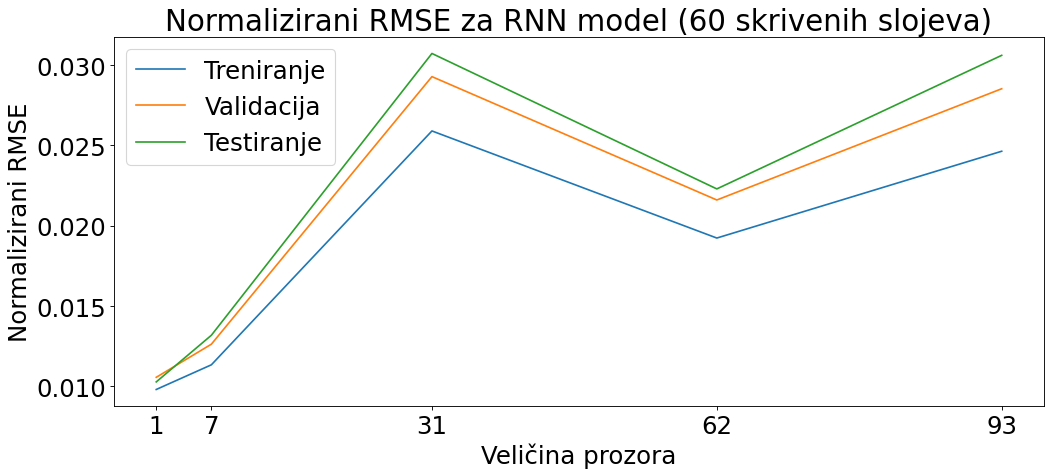 Normalizirani RMSE za RNN model (60 skrivenih slojeva)
Treniranje
Validacija
Testiranje
Normalizirani RMSE
0.030
0.025
0.020
0.015
0.010
1 7 31 62 93
Veličina prozora